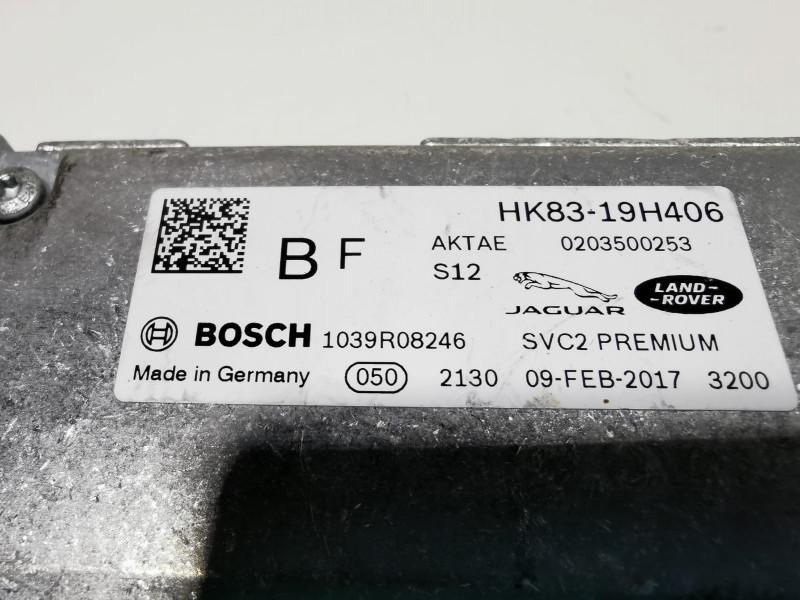 HK83-19H406
B F
AKTAE 0203500253
S12
JAGUAR
LAND-
-ROVER
BOSCH 1039R08246 SVC2 PREMIUM
Made in Germany 050 2130 09-FEB-2017 3200